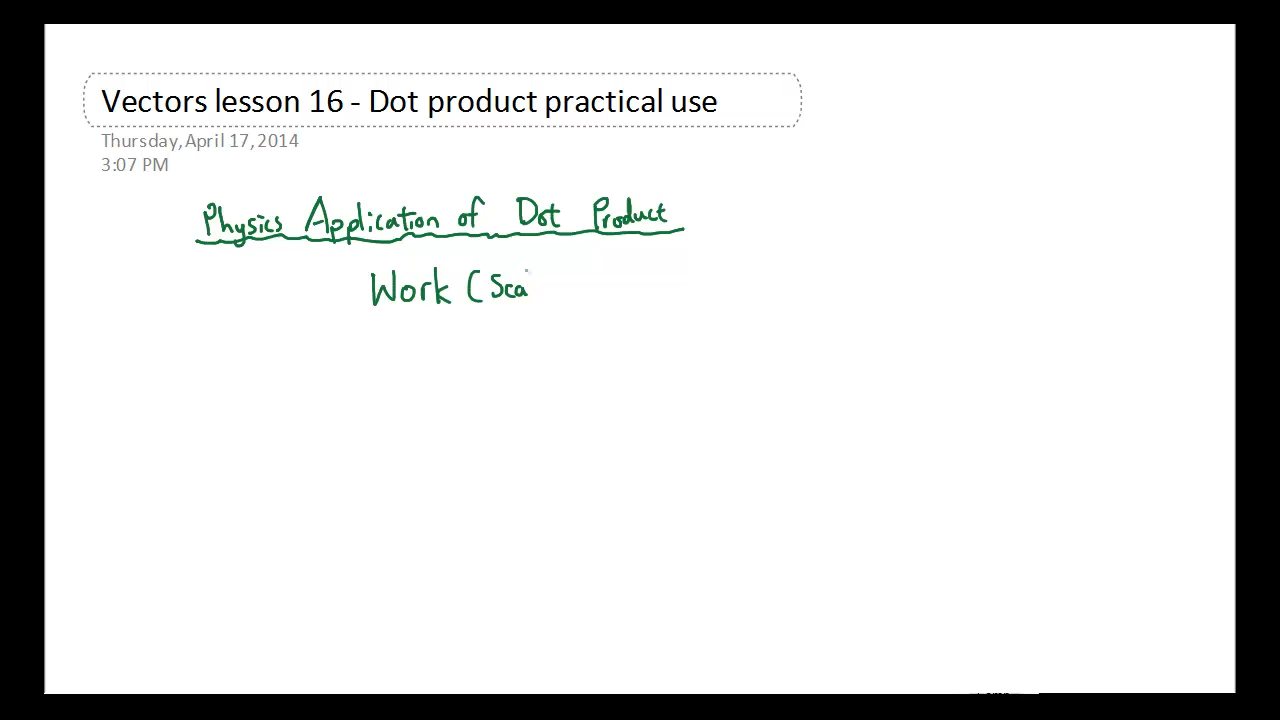 Vectors lesson 16 - Dot product practical use
Thursday, April 17, 2014
3:07 PM
Physics Application of Dot Product
Work (Sca